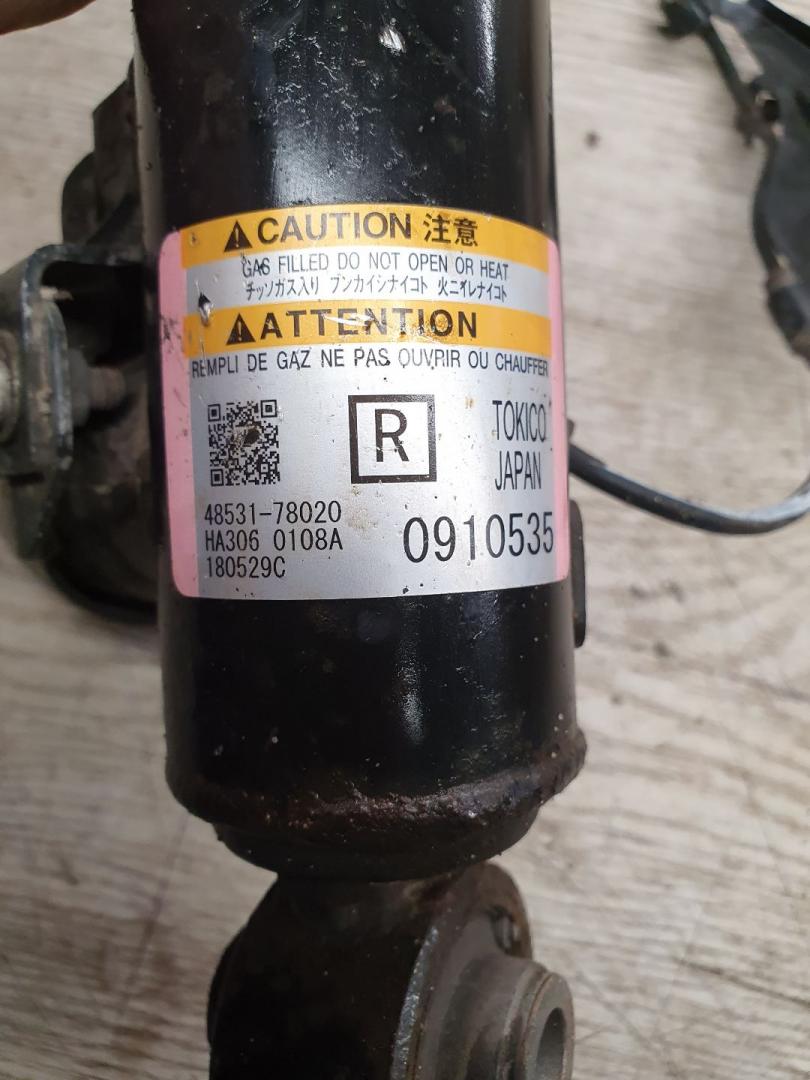 CAUTION 注意
GAS FILLED DO NOT OPEN OR HEAT
チッソガス入リ ブンカイシナイコト 火ニイレナイコト
ATTENTION
REMPLI DE GAZ NE PAS OUVRIR OU CHAUFFER
R
TOKICO
JAPAN
48531-78020
HA306 0108A
180529C
0910535